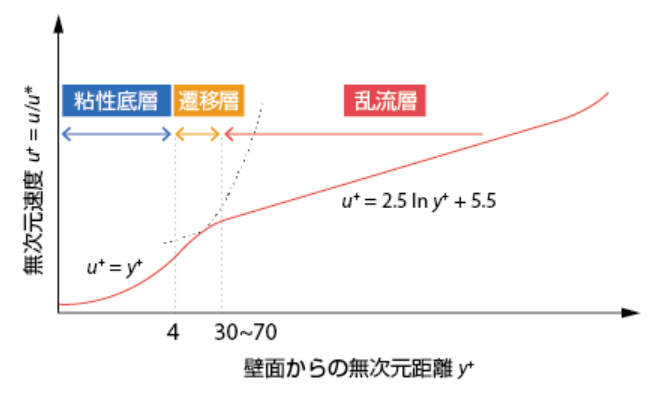 粘性底層 遷移層 乱流層
無次元速度 u⁺ = u/u*
u⁺ = 2.5 ln y⁺ + 5.5
u⁺ = y⁺
4 30~70
壁面からの無次元距離 y⁺